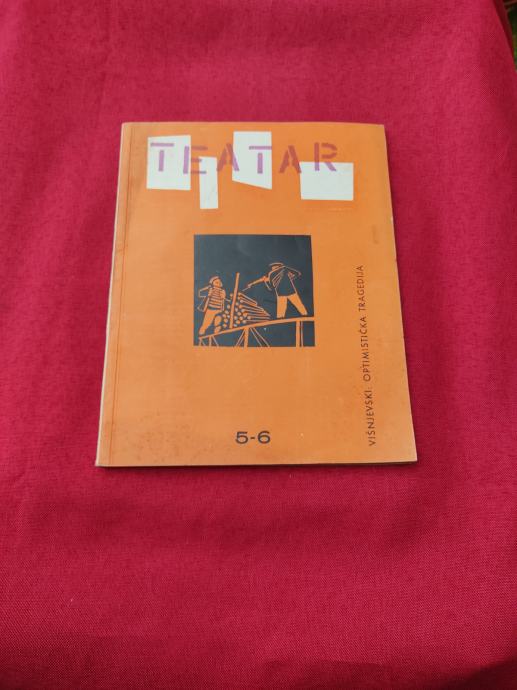 TEATAR
VIŠNJEVSKI: OPTIMISTIČKA TRAGEDIJA
5-6